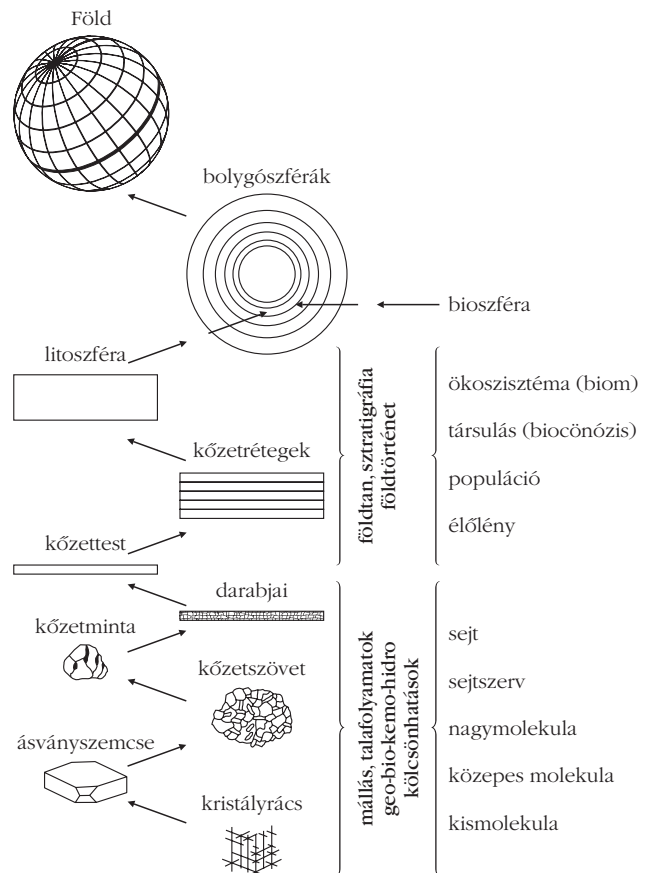 Föld
bolygószférák
bioszféra
litoszféra
ökoszisztéma (biom)
társulás (biocönózis)
kőzetrétegek
populáció
élőlény
földtan, sztratigráfia
földtörténet
kőzettest
darabjai
kőzetminta
kőzetszövet
ásványszemcse
kristályrács
mállás, talafolyamatok
geo-bio-kemo-hidro
kölcsönhatások
sejt
sejtszerv
nagymolekula
közepes molekula
kismolekula